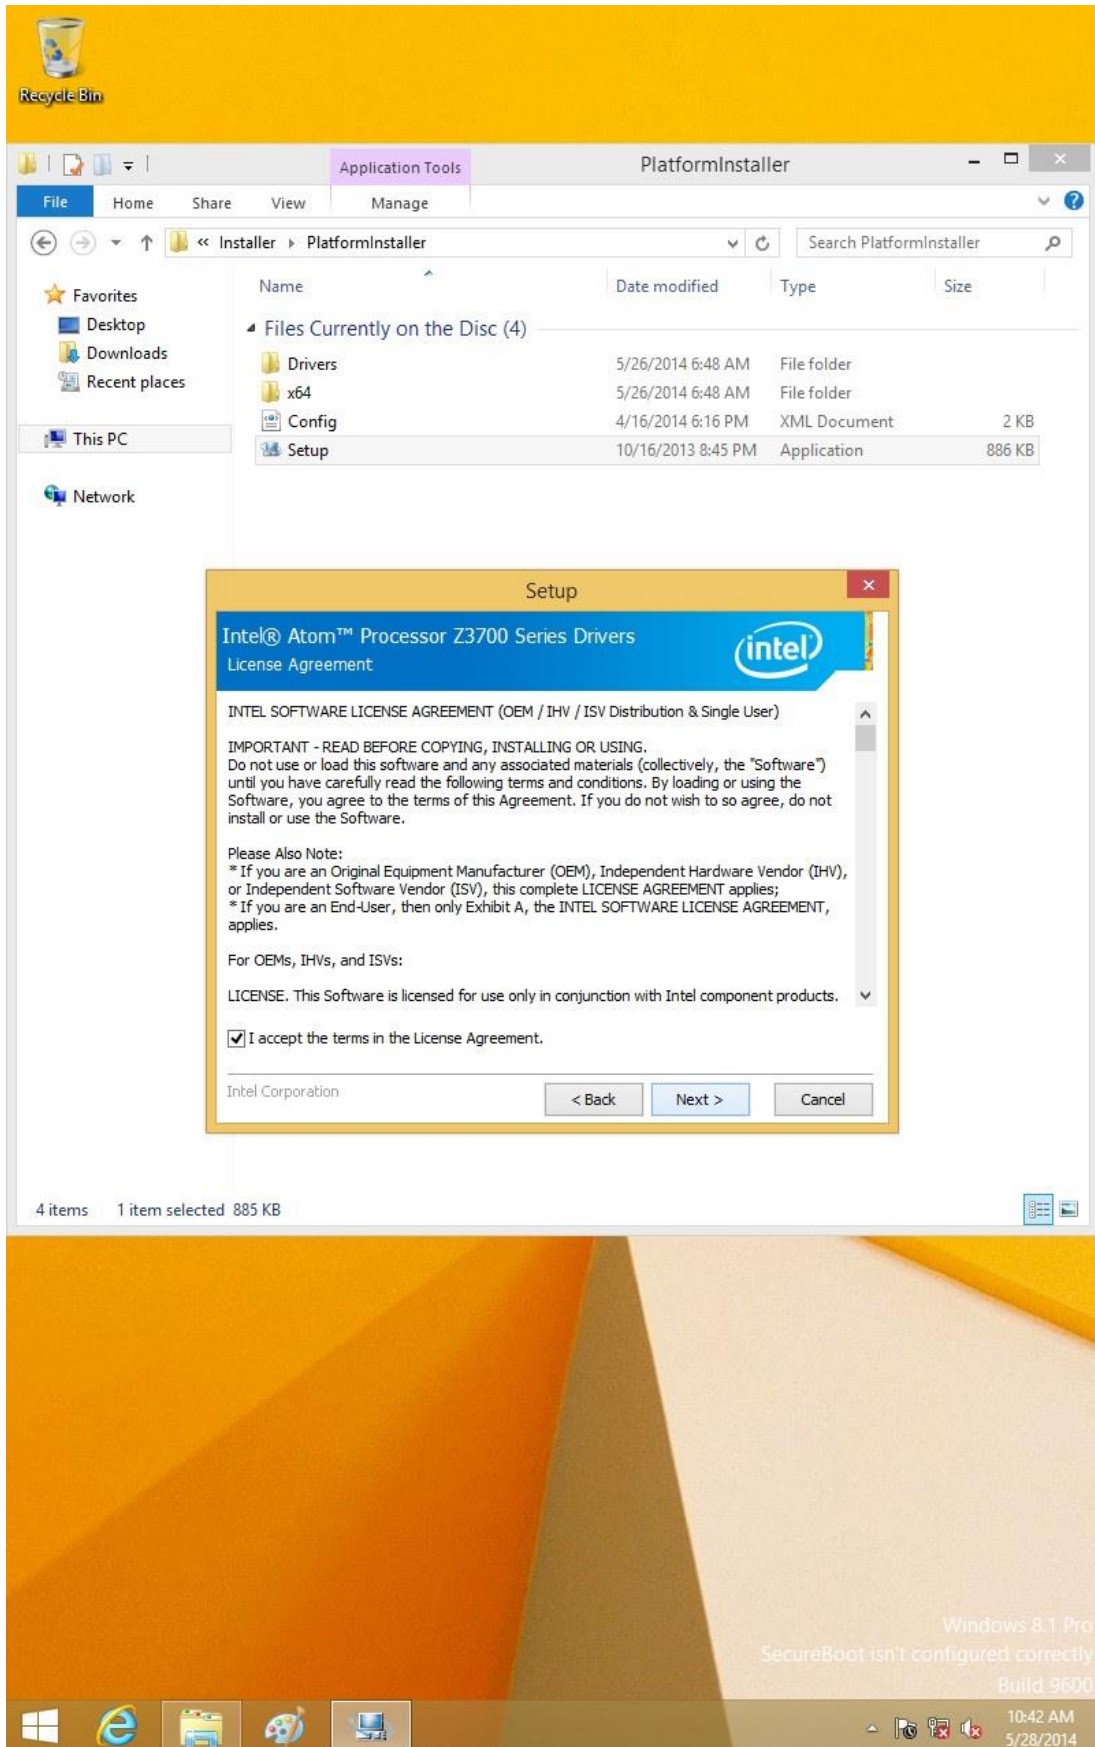 Recycle Bin
Application Tools
PlatformInstaller
File
Home
Share
View
Manage
« Installer
PlatformInstaller
Search PlatformInstaller
Name
Date modified
Type
Size
Favorites
Desktop
Downloads
Recent places
This PC
Network
Files Currently on the Disc (4)
Drivers 5/26/2014 6:48 AM File folder
x64 5/26/2014 6:48 AM File folder
Config 4/16/2014 6:16 PM XML Document 2 KB
Setup 10/16/2013 8:45 PM Application 886 KB
Setup
Intel® Atom™ Processor Z3700 Series Drivers
License Agreement
intel
INTEL SOFTWARE LICENSE AGREEMENT (OEM / IHV / ISV Distribution & Single User)
IMPORTANT - READ BEFORE COPYING, INSTALLING OR USING.
Do not use or load this software and any associated materials (collectively, the "Software")
until you have carefully read the following terms and conditions. By loading or using the
Software, you agree to the terms of this Agreement. If you do not wish to so agree, do not
install or use the Software.
Please Also Note:
* If you are an Original Equipment Manufacturer (OEM), Independent Hardware Vendor (IHV),
or Independent Software Vendor (ISV), this complete LICENSE AGREEMENT applies;
* If you are an End-User, then only Exhibit A, the INTEL SOFTWARE LICENSE AGREEMENT,
applies.
For OEMs, IHVs, and ISVs:
LICENSE. This Software is licensed for use only in conjunction with Intel component products.
I accept the terms in the License Agreement.
Intel Corporation
< Back
Next >
Cancel
4 items
1 item selected 885 KB
Windows 8.1 Pro
SecureBoot isn't configured correctly
Build 9600
10:42 AM
5/28/2014